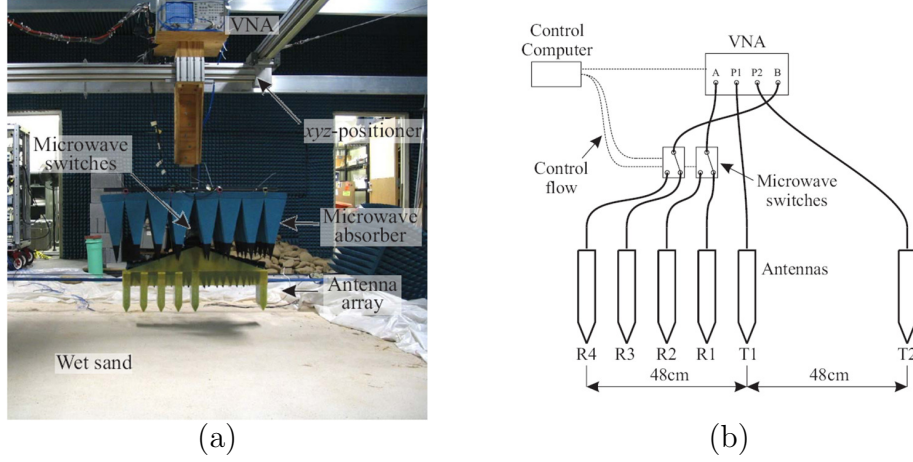 VNA
xyz-positioner
Microwave
switches
Microwave
absorber
Antenna
array
Wet sand
(a)
Control
Computer
VNA
A P1 P2 B
Control
flow
Microwave
switches
Antennas
R4 R3 R2 R1 T1 T2
48cm 48cm
(b)